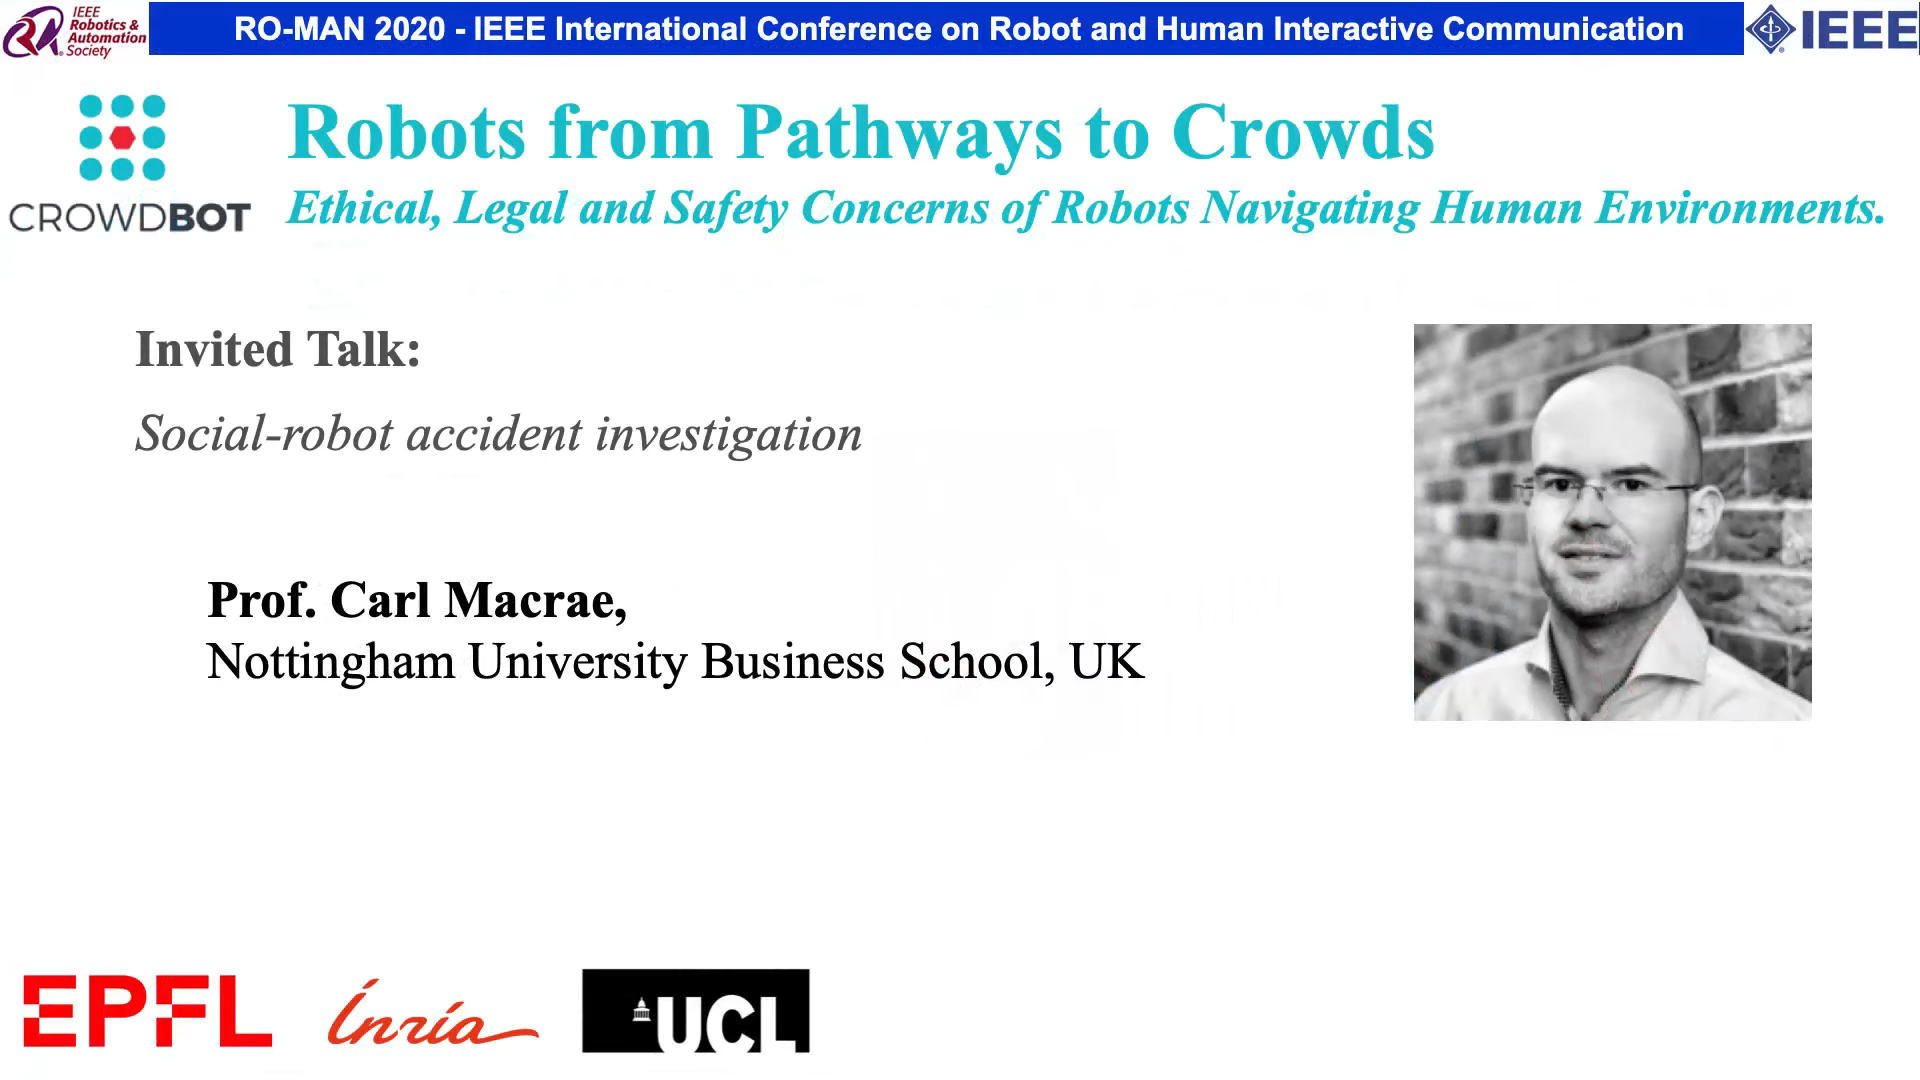 IEEE
Robotics &
Automation
Society
RO-MAN 2020 - IEEE International Conference on Robot and Human Interactive Communication
IEEE
CROWDBOT
Robots from Pathways to Crowds
Ethical, Legal and Safety Concerns of Robots Navigating Human Environments.
Invited Talk:
Social-robot accident investigation
Prof. Carl Macrae,
Nottingham University Business School, UK
EPFL
Inria
UCL